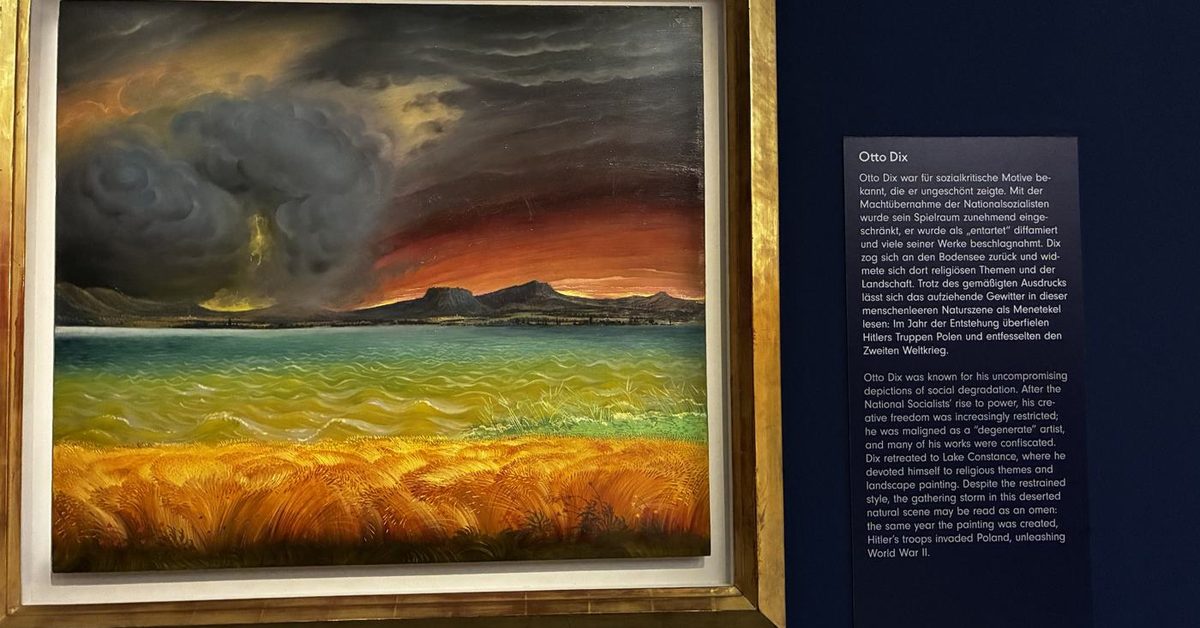 Otto Dix
Otto Dix war für sozialkritische Motive be-
kannt, die er ungeschönt zeigte. Mit der
Machtübernahme der Nationalsozialisten
wurde sein Spielraum zunehmend einge-
schränkt, er wurde als „entartet“ diffamiert
und viele seiner Werke beschlagnahmt. Dix
zog sich an den Bodensee zurück und wid-
mete sich dort religiösen Themen und der
Landschaft. Trotz des gemäßigten Ausdrucks
lässt sich das aufziehende Gewitter in dieser
menschenleeren Naturszene als Menetekel
lesen: Im Jahr der Entstehung überfielen
Hitlers Truppen Polen und entfesselten den
Zweiten Weltkrieg.
Otto Dix was known for his uncompromising
depictions of social degradation. After the
National Socialists’ rise to power, his cre-
ative freedom was increasingly restricted;
he was maligned as a “degenerate” artist,
and many of his works were confiscated.
Dix retreated to Lake Constance, where he
devoted himself to religious themes and
landscape painting. Despite the restrained
style, the gathering storm in this deserted
natural scene may be read as an omen:
the same year the painting was created,
Hitler’s troops invaded Poland, unleashing
World War II.